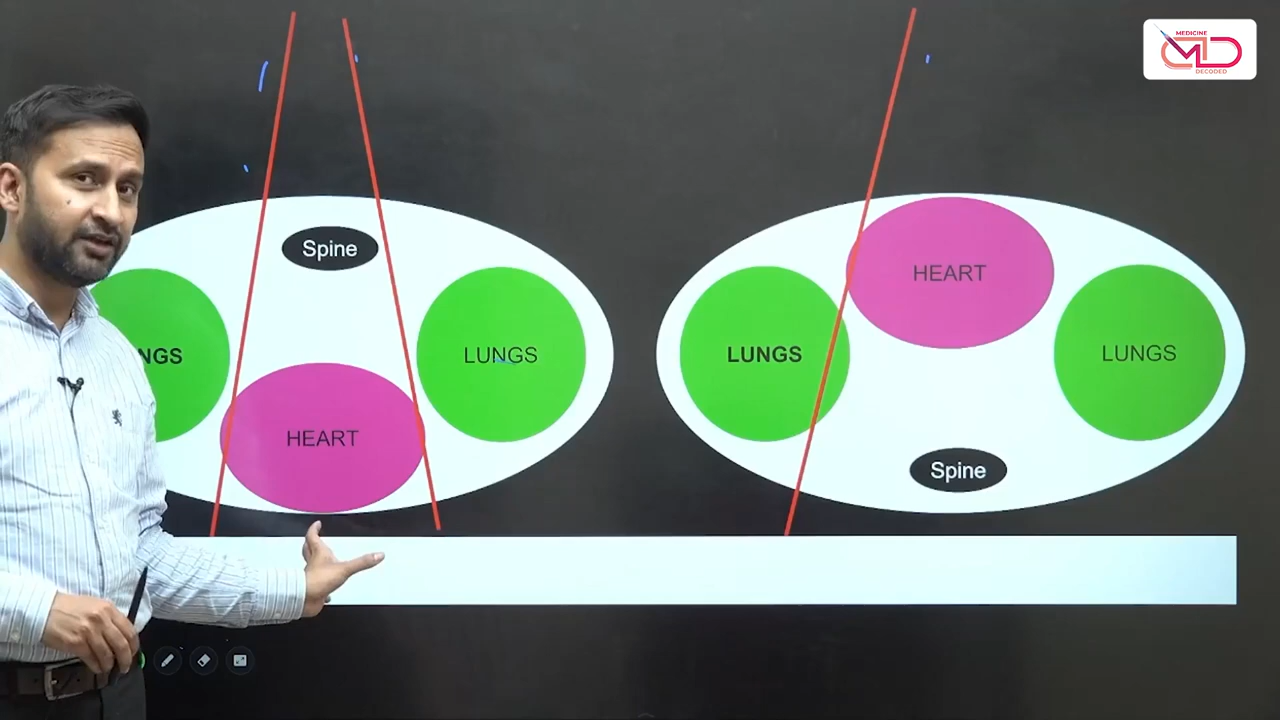 MEDICINE
MD
DECODED
Spine
NGS
LUNGS
HEART
HEART
LUNGS
LUNGS
Spine